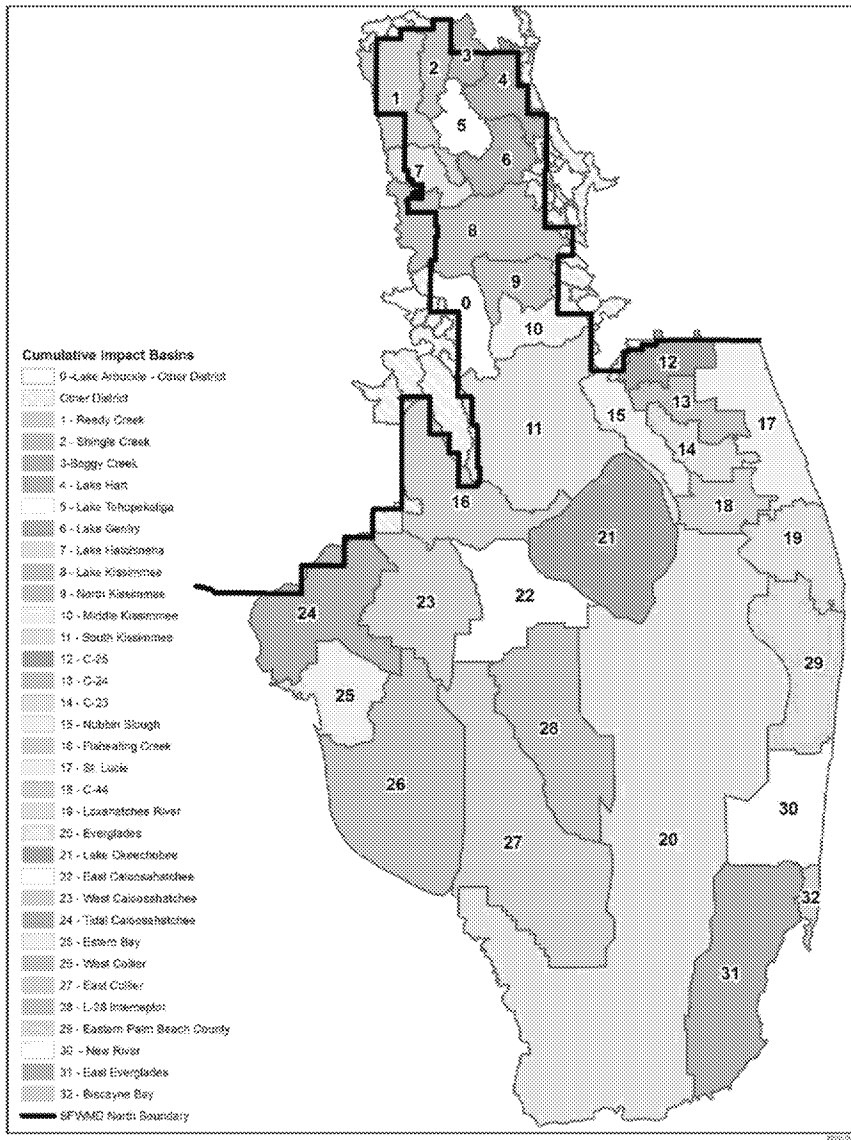 1
2
3
4
5
6
7
8
9
0
10
11
12
13
14
15
16
17
18
19
20
21
22
23
24
25
26
27
28
29
30
31
32
Cumulative Impact Basins
0 -Lake Arbuckle - Other District
Other District
1 - Reedy Creek
2 - Shingle Creek
3-Boggy Creek
4 - Lake Hart
5 - Lake Tohopekaliga
6 - Lake Gentry
7 - Lake Hatchineha
8 - Lake Kissimmee
9 - North Kissimmee
10 - Middle Kissimmee
11 - South Kissimmee
12 - C-25
13 - C-24
14 - C-23
15 - Nubbin Slough
16 - Fisheating Creek
17 - St. Lucie
18 - C-44
19 - Loxahatchee River
20 - Everglades
21 - Lake Okeechobee
22 - East Caloosahatchee
23 - West Caloosahatchee
24 - Tidal Caloosahatchee
25 - Estero Bay
26 - West Collier
27 - East Collier
28 - L-28 Interceptor
29 - Eastern Palm Beach County
30 - New River
31 - East Everglades
32 - Biscayne Bay
SFWMD North Boundary